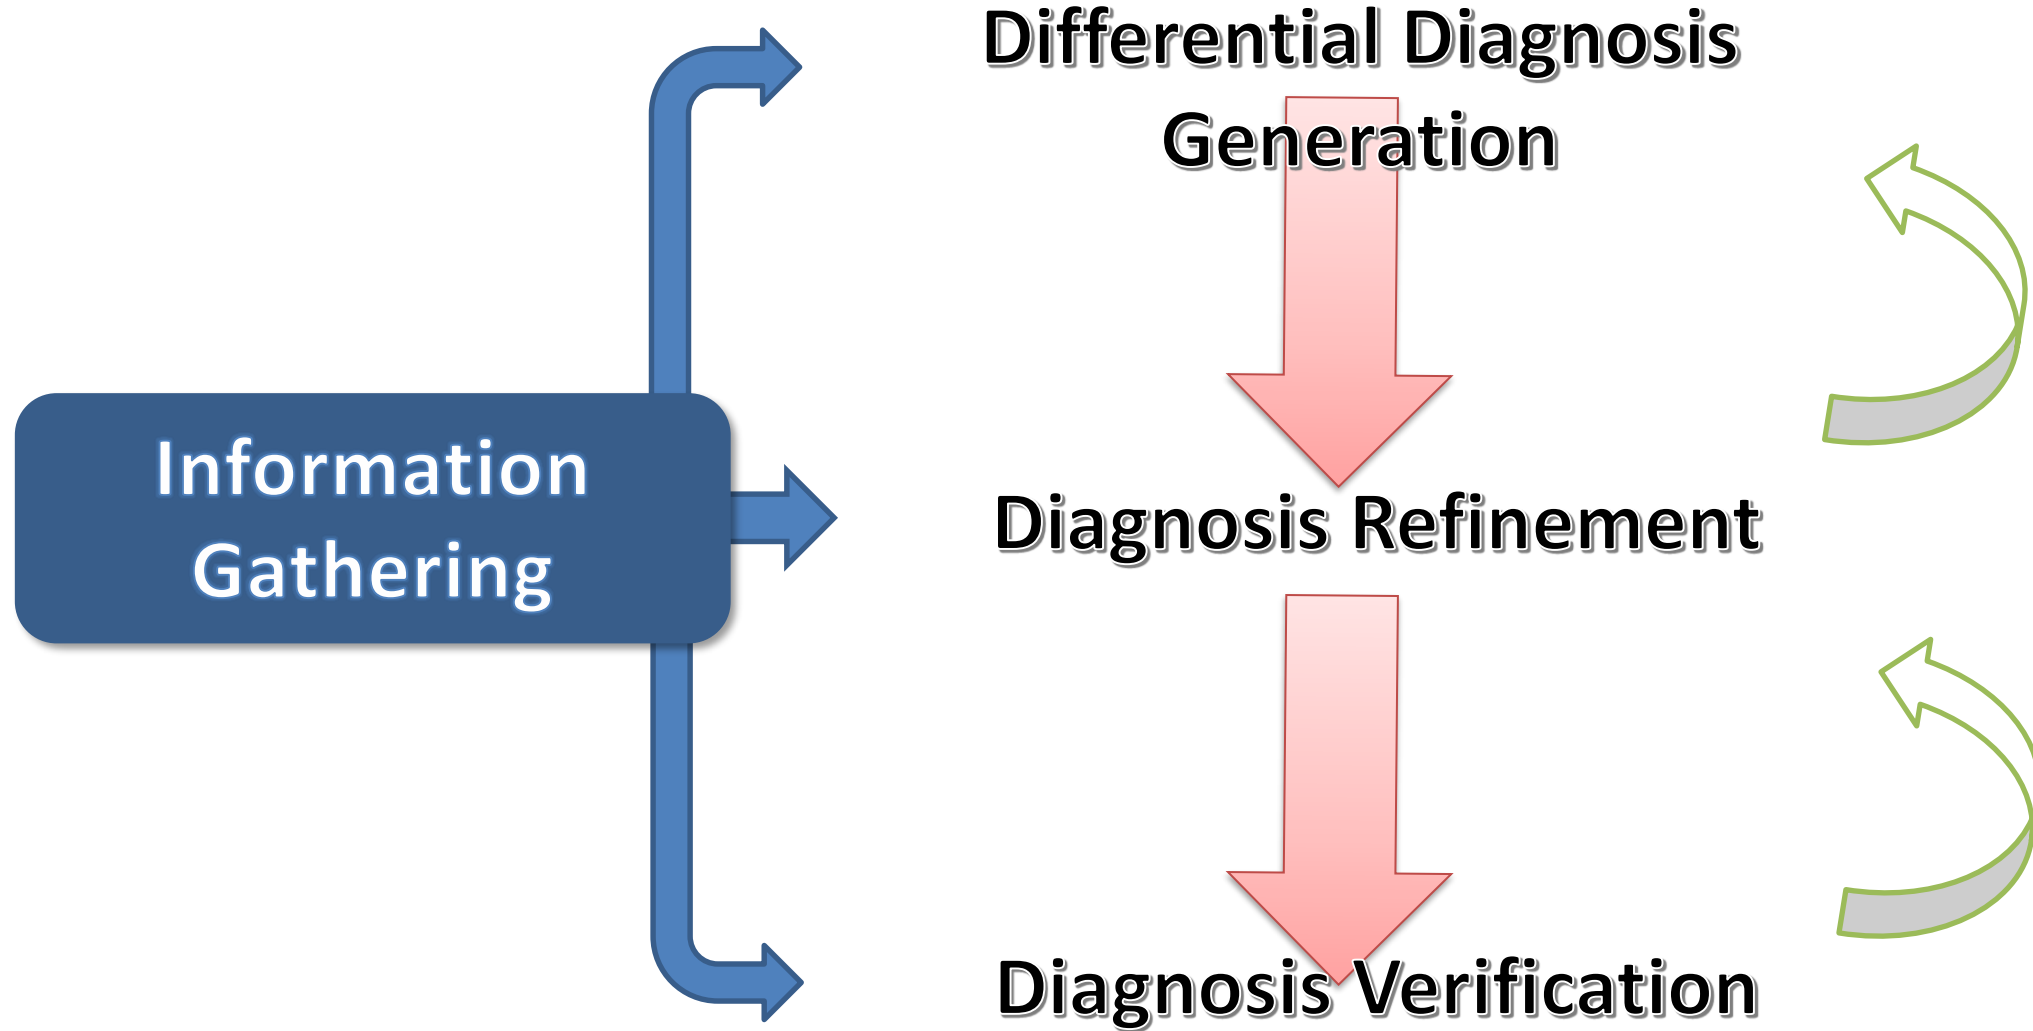 Differential Diagnosis
Generation
Information
Gathering
Diagnosis Refinement
Diagnosis Verification